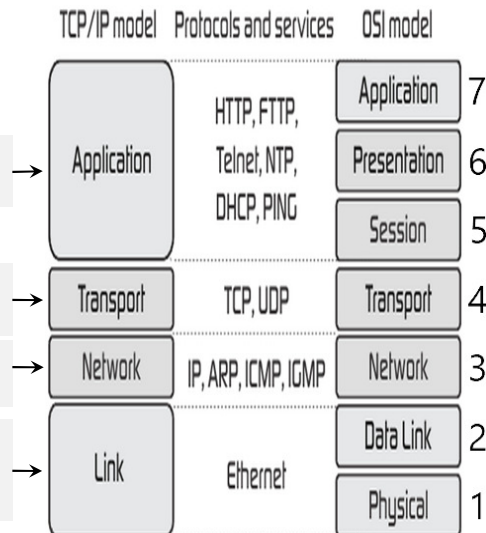 TCP/IP model Protocols and services OSI model
Application 7
HTTP, FTTP,
Application Telnet, NTP, Presentation 6
DHCP, PING
Session 5
Transport TCP, UDP Transport 4
Network IP, ARP, ICMP, IGMP Network 3
Data Link 2
Link Ethernet
Physical 1